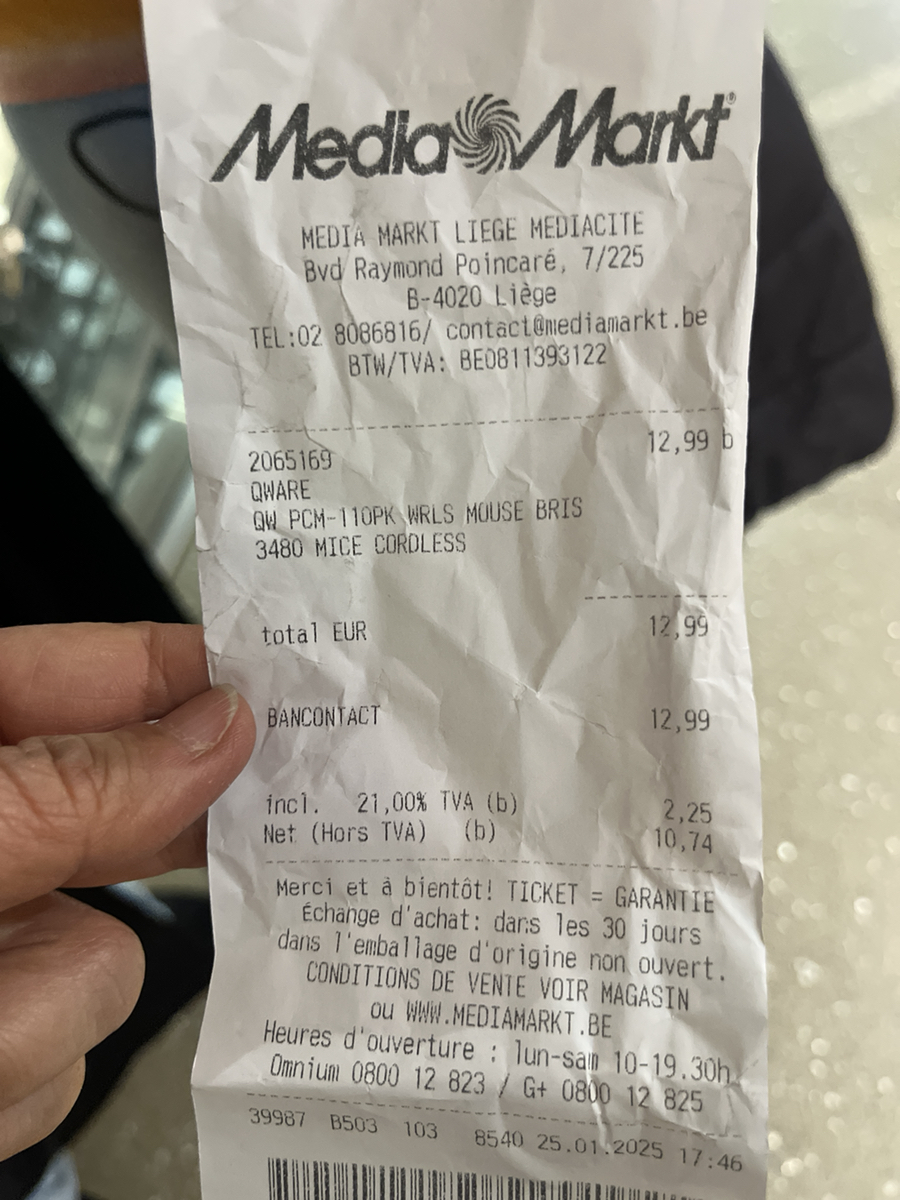 Media Markt®
MEDIA MARKT LIEGE MEDIACITE
Bvd Raymond Poincaré, 7/225
B-4020 Liège
TEL:02 8086816/ contact@mediamarkt.be
BTW/TVA: BE0811393122
12,99 b
2065169
QWARE
QW PCM-110PK WRLS MOUSE BRIS
3480 MICE CORDLESS
total EUR 12,99
BANCONTACT 12,99
incl. 21,00% TVA (b) 2,25
Net (Hors TVA) (b) 10,74
Merci et à bientôt! TICKET = GARANTIE
Échange d'achat: dans les 30 jours
dans l'emballage d'origine non ouvert.
CONDITIONS DE VENTE VOIR MAGASIN
ou WWW.MEDIAMARKT.BE
Heures d'ouverture : lun-sam 10-19.30h
Omnium 0800 12 823 / G+ 0800 12 825
39987 B503 103 8540 25.01.2025 17:46